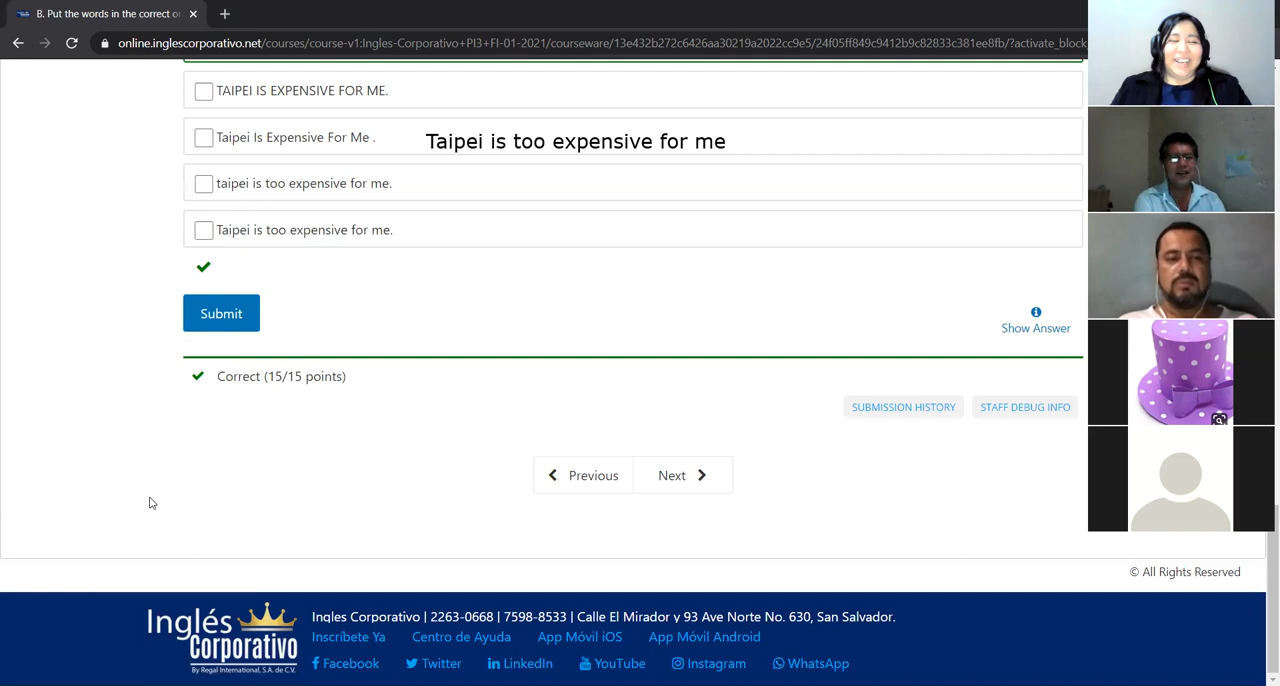 B. Put the words in the correct or
online.inglescorporativo.net/courses/course-v1:Ingles-Corporativo+PI3+FI-01-2021/courseware/13e432b272c6426aa30219a2022cc9e5/24f05ff849c9412b9c82833c381ee8fb/?activate_block
TAIPEI IS EXPENSIVE FOR ME.
Taipei Is Expensive For Me .
Taipei is too expensive for me
taipei is too expensive for me.
Taipei is too expensive for me.
Submit
Show Answer
Correct (15/15 points)
SUBMISSION HISTORY
STAFF DEBUG INFO
Previous
Next
© All Rights Reserved
Inglés
Corporativo
By Regal International, S.A. de C.V.
Ingles Corporativo | 2263-0668 | 7598-8533 | Calle El Mirador y 93 Ave Norte No. 630, San Salvador.
Inscríbete Ya Centro de Ayuda App Móvil iOS App Móvil Android
Facebook Twitter LinkedIn YouTube Instagram WhatsApp